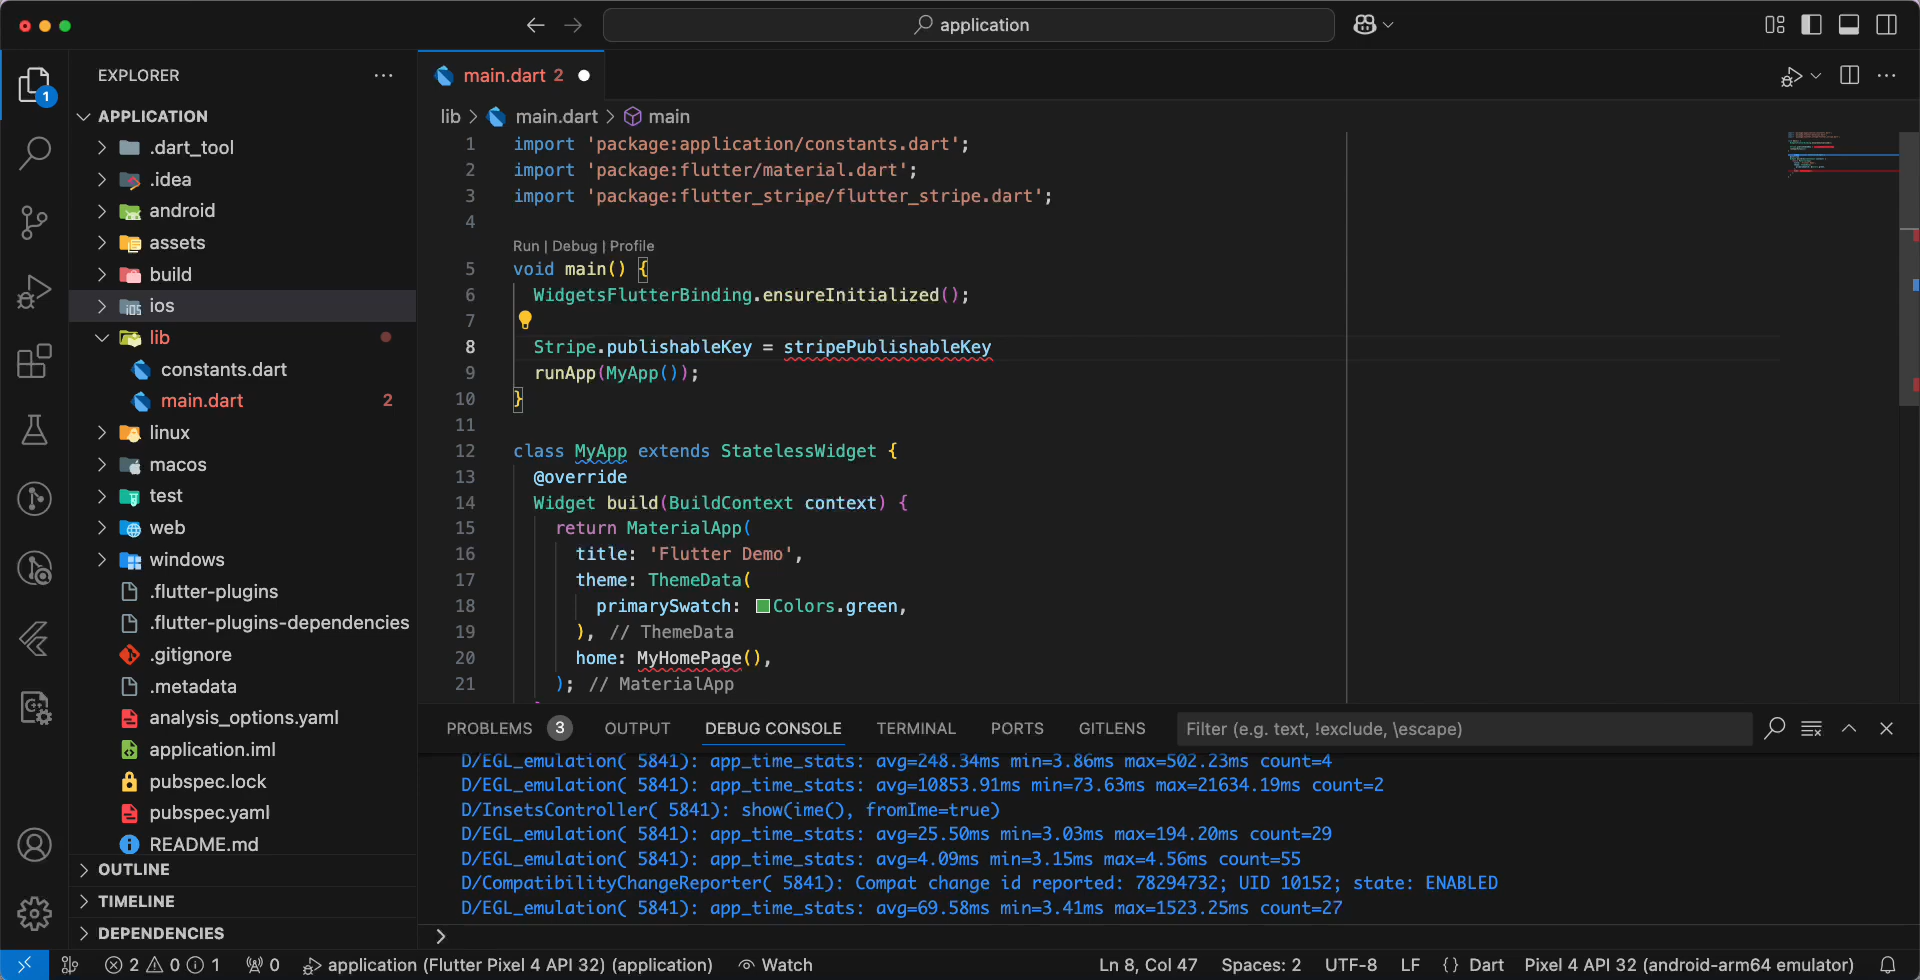 application
EXPLORER
APPLICATION
.dart_tool
.idea
android
assets
build
ios
lib
constants.dart
main.dart 2
linux
macos
test
web
windows
.flutter-plugins
.flutter-plugins-dependencies
.gitignore
.metadata
analysis_options.yaml
application.iml
pubspec.lock
pubspec.yaml
README.md
OUTLINE
TIMELINE
DEPENDENCIES
1
main.dart 2
lib > main.dart > main
1 import 'package:application/constants.dart';
2 import 'package:flutter/material.dart';
3 import 'package:flutter_stripe/flutter_stripe.dart';
4
Run | Debug | Profile
5 void main() {
6 WidgetsFlutterBinding.ensureInitialized();
7
8 Stripe.publishableKey = stripePublishableKey
9 runApp(MyApp());
10 }
11
12 class MyApp extends StatelessWidget {
13 @override
14 Widget build(BuildContext context) {
15 return MaterialApp(
16 title: 'Flutter Demo',
17 theme: ThemeData(
18 primarySwatch: Colors.green,
19 ), // ThemeData
20 home: MyHomePage(),
21 ); // MaterialApp
PROBLEMS 3 OUTPUT DEBUG CONSOLE TERMINAL PORTS GITLENS Filter (e.g. text, !exclude, \escape)
D/EGL_emulation( 5841): app_time_stats: avg=248.34ms min=3.86ms max=502.23ms count=4
D/EGL_emulation( 5841): app_time_stats: avg=10853.91ms min=73.63ms max=21634.19ms count=2
D/InsetsController( 5841): show(ime(), fromIme=true)
D/EGL_emulation( 5841): app_time_stats: avg=25.50ms min=3.03ms max=194.20ms count=29
D/EGL_emulation( 5841): app_time_stats: avg=4.09ms min=3.15ms max=4.56ms count=55
D/CompatibilityChangeReporter( 5841): Compat change id reported: 78294732; UID 10152; state: ENABLED
D/EGL_emulation( 5841): app_time_stats: avg=69.58ms min=3.41ms max=1523.25ms count=27
>
2 0 1 0 application (Flutter Pixel 4 API 32) (application) Watch Ln 8, Col 47 Spaces: 2 UTF-8 LF {} Dart Pixel 4 API 32 (android-arm64 emulator)